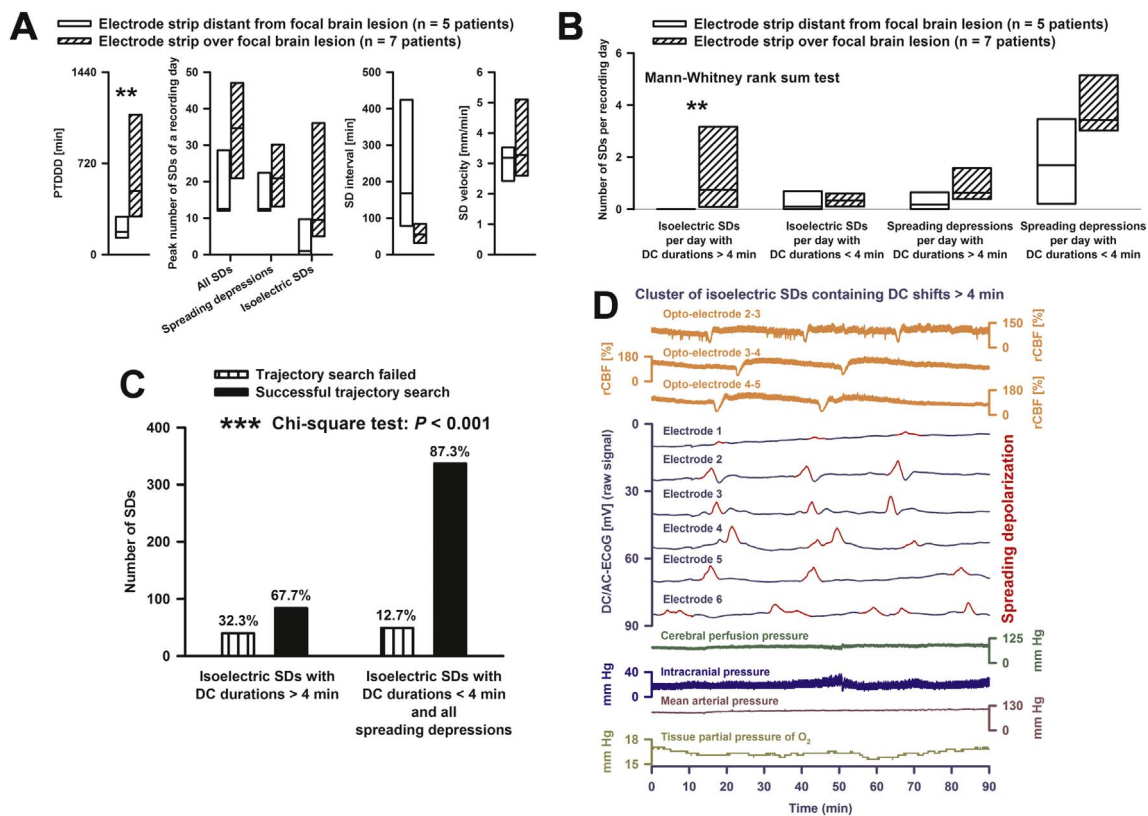 A
Electrode strip distant from focal brain lesion (n = 5 patients)
Electrode strip over focal brain lesion (n = 7 patients)
PTDDD [min]
1440
720
0
**
Peak number of SDs of a recording day
50
40
30
20
10
0
All SDs
Spreading depressions
Isoelectric SDs
SD interval [min]
500
400
300
200
100
0
SD velocity [mm/min]
6
5
4
3
2
1
0
B
Electrode strip distant from focal brain lesion (n = 5 patients)
Electrode strip over focal brain lesion (n = 7 patients)
Mann-Whitney rank sum test
Number of SDs per recording day
6
4
2
0
**
Isoelectric SDs
per day with
DC durations > 4 min
Isoelectric SDs
per day with
DC durations < 4 min
Spreading depressions
per day with
DC durations > 4 min
Spreading depressions
per day with
DC durations < 4 min
C
Trajectory search failed
Successful trajectory search
*** Chi-square test: P < 0.001
Number of SDs
400
300
200
100
0
32.3%
67.7%
12.7%
87.3%
Isoelectric SDs with
DC durations > 4 min
Isoelectric SDs with
DC durations < 4 min
and all
spreading depressions
D
Cluster of isoelectric SDs containing DC shifts > 4 min
Opto-electrode 2-3
150
0
rCBF [%]
Opto-electrode 3-4
rCBF [%]
180
0
Opto-electrode 4-5
180
0
rCBF [%]
DC/AC-ECoG [mV] (raw signal)
0
30
60
90
Electrode 1
Electrode 2
Electrode 3
Electrode 4
Electrode 5
Electrode 6
Spreading depolarization
Cerebral perfusion pressure
125
0
mm Hg
Intracranial pressure
mm Hg
40
0
Mean arterial pressure
130
0
mm Hg
Tissue partial pressure of O2
mm Hg
18
15
0 10 20 30 40 50 60 70 80 90
Time (min)